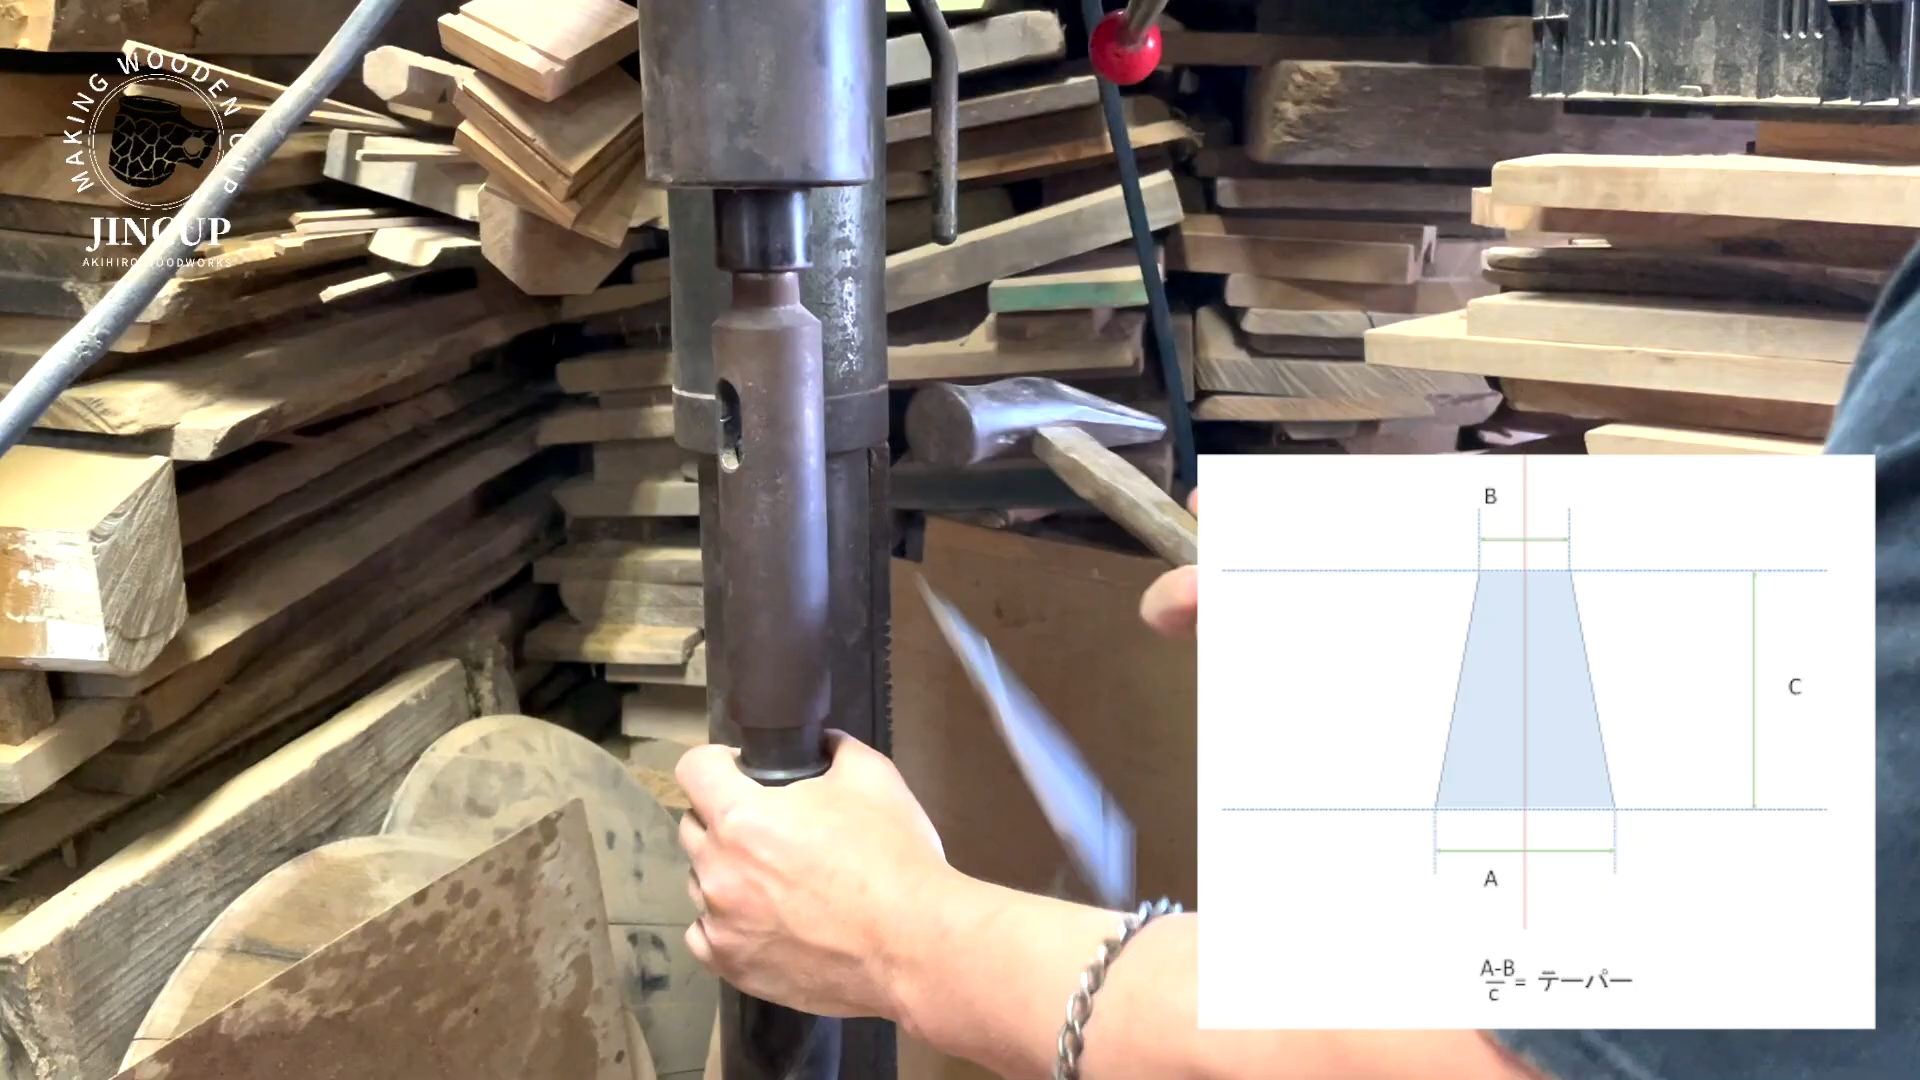 MAKING WOODEN CUP
JINCUP
AKIHIRO WOODWORKS
B
C
A
A-B
C
= テーパー